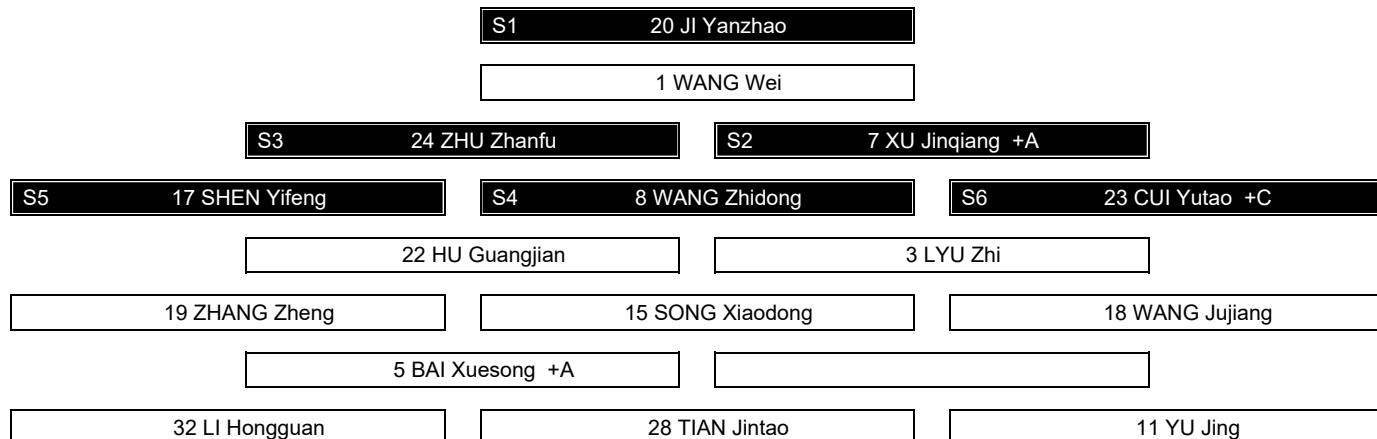 S1 20 JI Yanzhao
1 WANG Wei
S3 24 ZHU Zhanfu S2 7 XU Jinqiang +A
S5 17 SHEN Yifeng S4 8 WANG Zhidong S6 23 CUI Yutao +C
22 HU Guangjian 3 LYU Zhi
19 ZHANG Zheng 15 SONG Xiaodong 18 WANG Jujiang
5 BAI Xuesong +A
32 LI Hongguan 28 TIAN Jintao 11 YU Jing